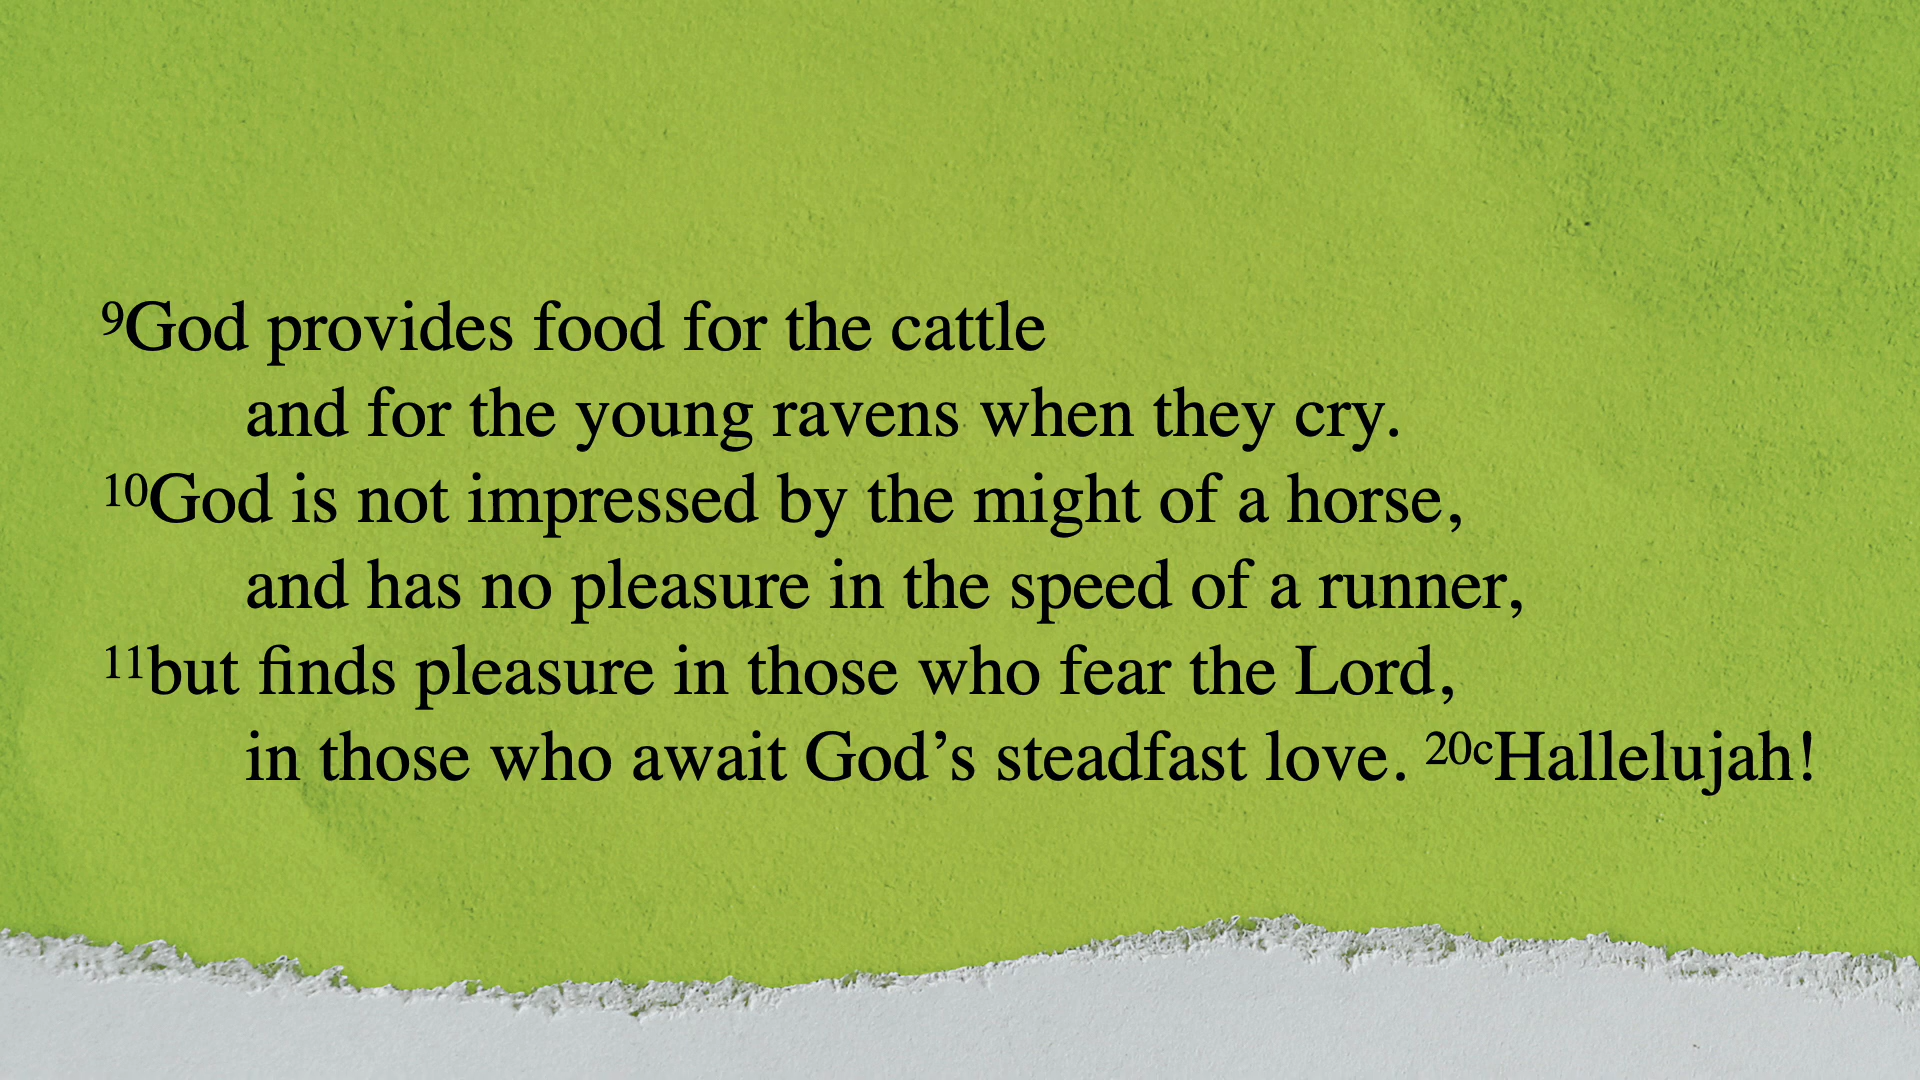 ⁹God provides food for the cattle
and for the young ravens when they cry.
¹⁰God is not impressed by the might of a horse,
and has no pleasure in the speed of a runner,
¹¹but finds pleasure in those who fear the Lord,
in those who await God’s steadfast love. ²⁰ᶜHallelujah!